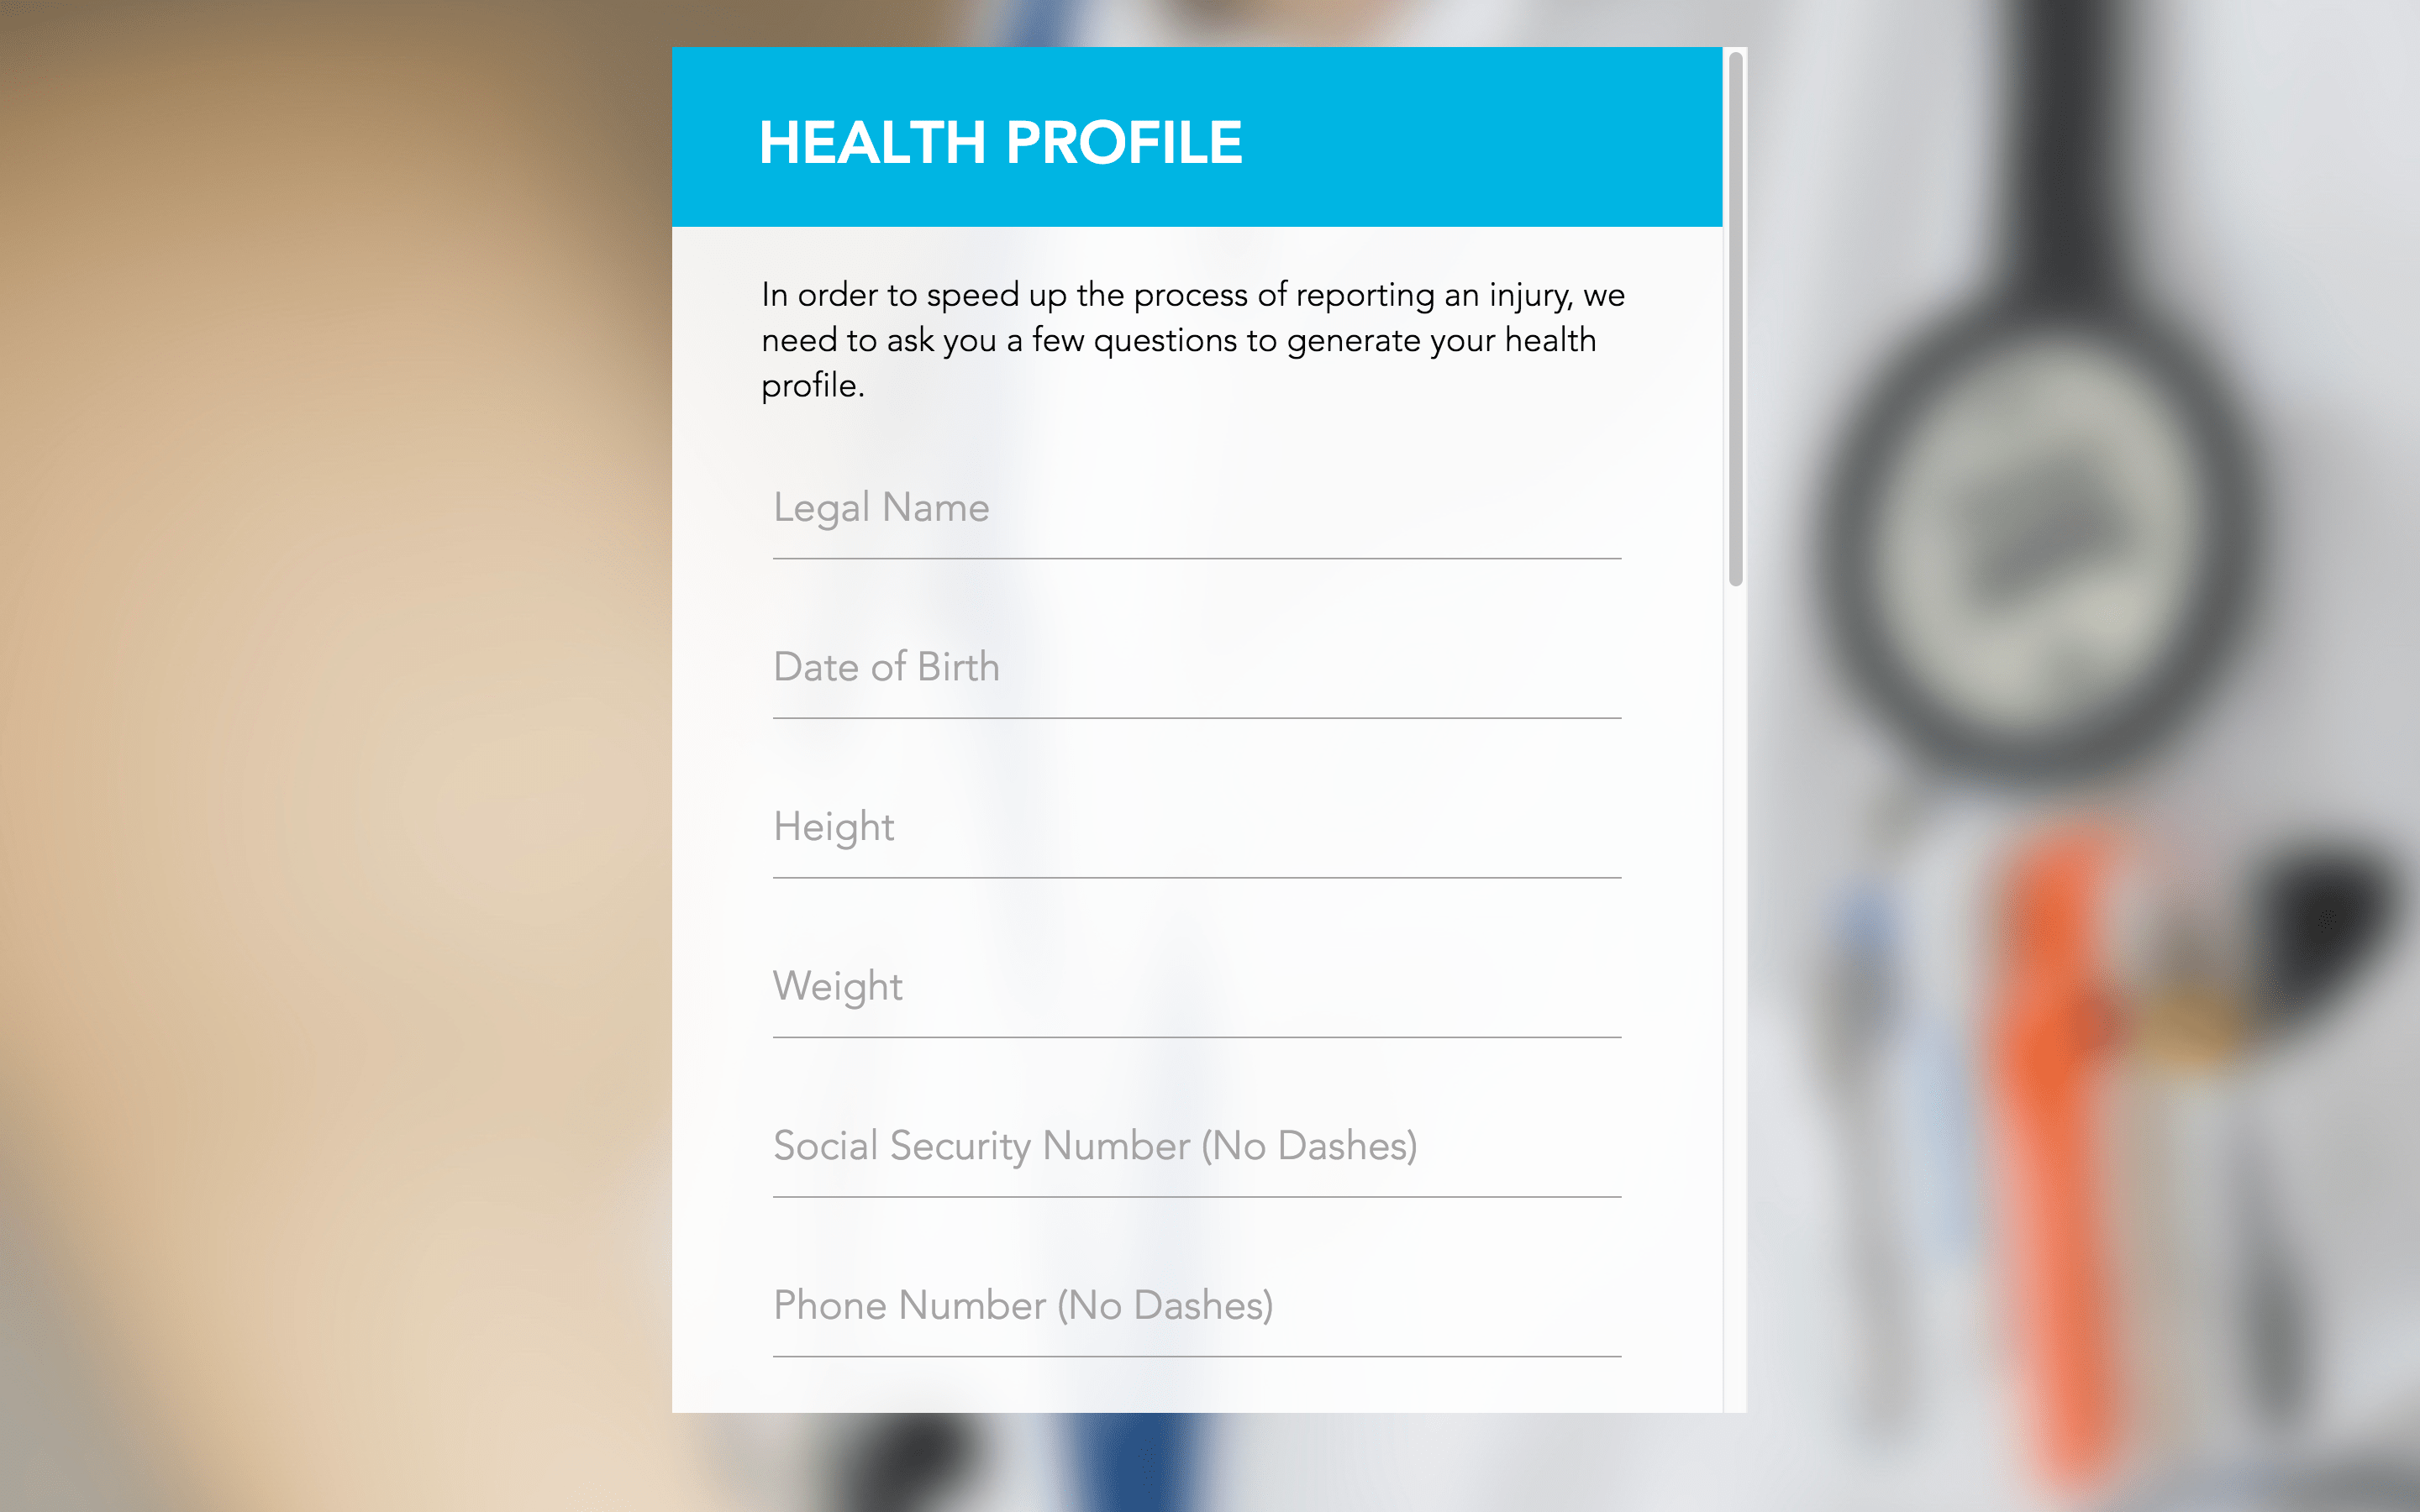 HEALTH PROFILE
In order to speed up the process of reporting an injury, we
need to ask you a few questions to generate your health
profile.
Legal Name
Date of Birth
Height
Weight
Social Security Number (No Dashes)
Phone Number (No Dashes)